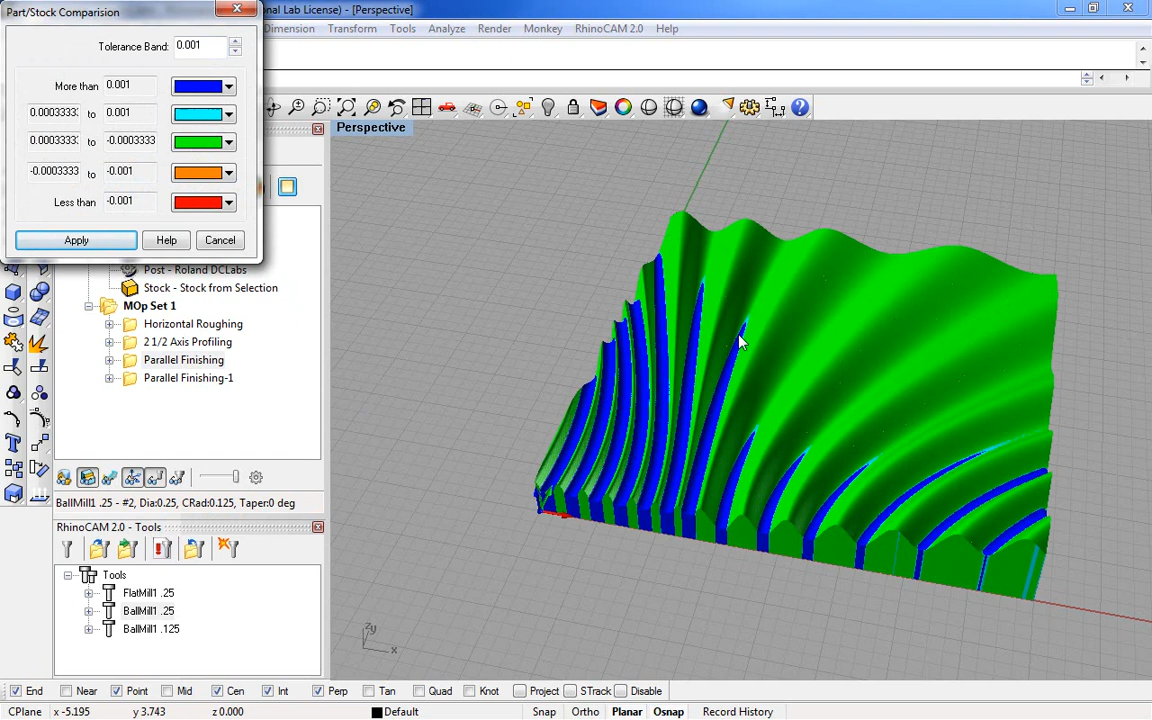 Part/Stock Comparision
nal Lab License) - [Perspective]
Dimension Transform Tools Analyze Render Monkey RhinoCAM 2.0 Help
Tolerance Band: 0.001
More than 0.001
0.0003333: to 0.001
0.0003333: to -0.0003333
-0.0003333 to -0.001
Less than -0.001
Apply Help Cancel
Perspective
Post - Roland DCLabs
Stock - Stock from Selection
MOp Set 1
Horizontal Roughing
2 1/2 Axis Profiling
Parallel Finishing
Parallel Finishing-1
BallMill1 .25 - #2, Dia:0.25, CRad:0.125, Taper:0 deg
RhinoCAM 2.0 - Tools
Tools
FlatMill1 .25
BallMill1 .25
BallMill1 .125
zy
x
End Near Point Mid Cen Int Perp Tan Quad Knot Project STrack Disable
CPlane x -5.195 y 3.743 z 0.000 Default Snap Ortho Planar Osnap Record History